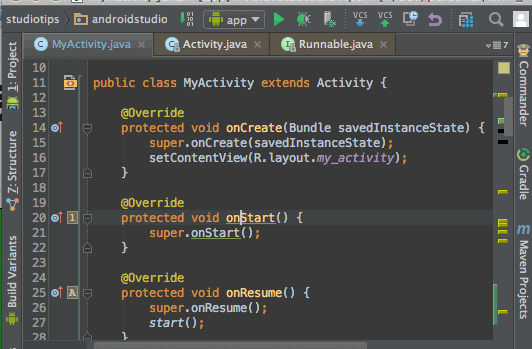 studiotips
androidstudio
app
VCS
VCS
MyActivity.java
Activity.java
Runnable.java
7
1: Project
Z: Structure
Build Variants
10
11 public class MyActivity extends Activity {
12
13 @Override
14 protected void onCreate(Bundle savedInstanceState) {
15 super.onCreate(savedInstanceState);
16 setContentView(R.layout.my_activity);
17 }
18
19 @Override
20 1 protected void onStart() {
21 super.onStart();
22 }
23
24 @Override
25 A protected void onResume() {
26 super.onResume();
27 start();
28 }
Commander
Gradle
m Maven Projects